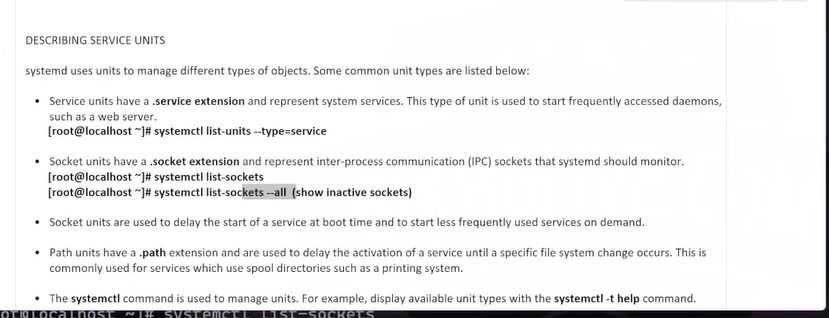 DESCRIBING SERVICE UNITS
systemd uses units to manage different types of objects. Some common unit types are listed below:
• Service units have a .service extension and represent system services. This type of unit is used to start frequently accessed daemons,
such as a web server.
[root@localhost ~]# systemctl list-units --type=service
• Socket units have a .socket extension and represent inter-process communication (IPC) sockets that systemd should monitor.
[root@localhost ~]# systemctl list-sockets
[root@localhost ~]# systemctl list-sockets --all (show inactive sockets)
• Socket units are used to delay the start of a service at boot time and to start less frequently used services on demand.
• Path units have a .path extension and are used to delay the activation of a service until a specific file system change occurs. This is
commonly used for services which use spool directories such as a printing system.
• The systemctl command is used to manage units. For example, display available unit types with the systemctl -t help command.
ot@localhost ~]# systemctl list-sockets